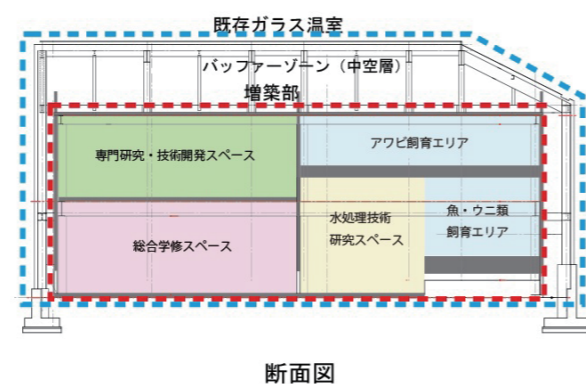 既存ガラス温室
バッファーゾーン（中空層）
増築部
専門研究・技術開発スペース
アワビ飼育エリア
総合学修スペース
水処理技術
研究スペース
魚・ウニ類
飼育エリア
断面図